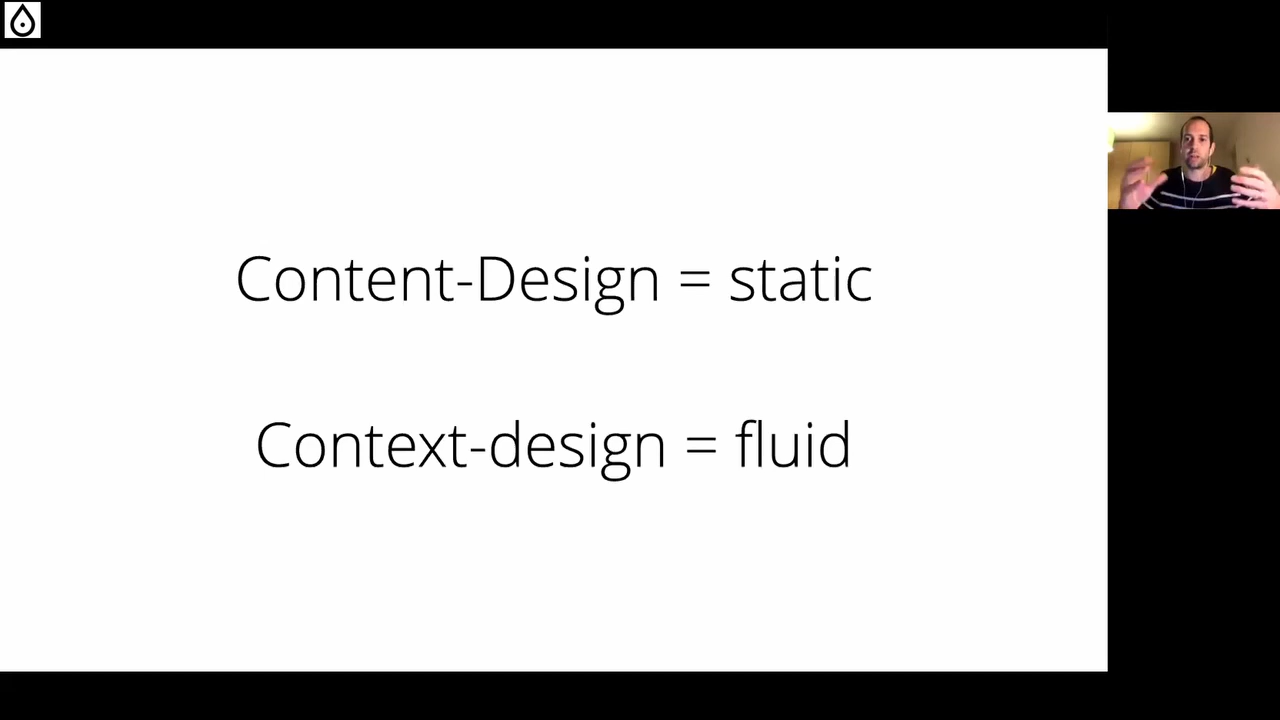 Content-Design = static
Context-design = fluid